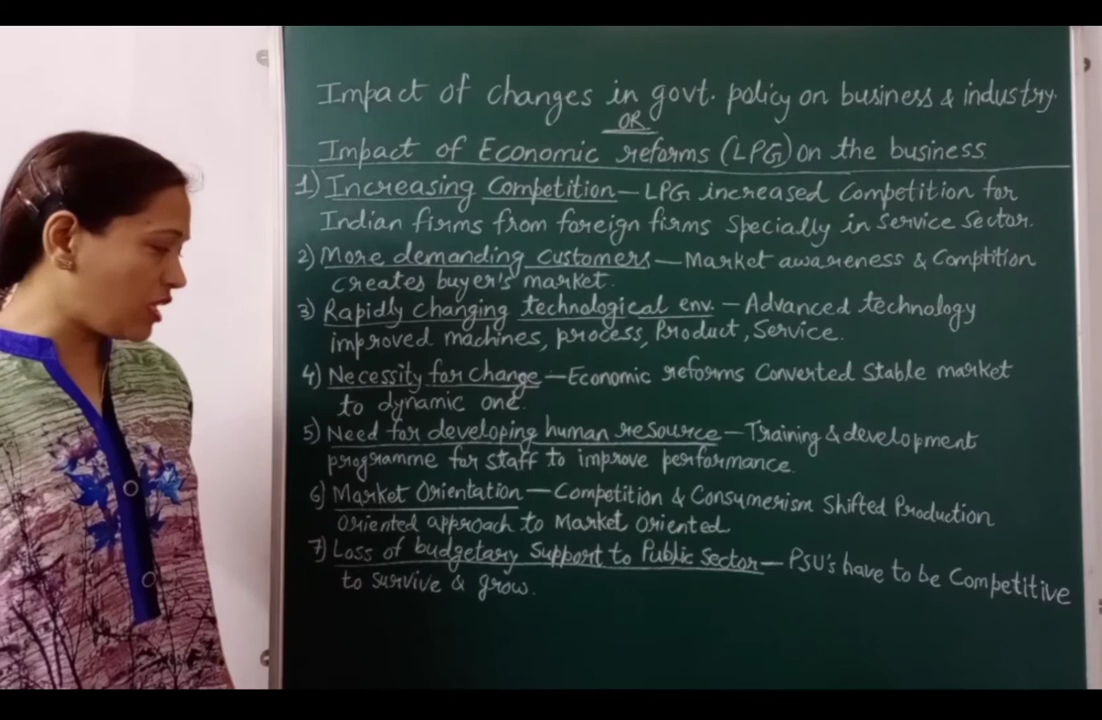 Impact of changes in govt. policy on business & industry.
OR
Impact of Economic reforms (LPG) on the business
1) Increasing Competition – LPG increased Competition for
Indian firms from foreign firms Specially in Service Sector.
2) More demanding customers – Market awareness & Comptition
creates buyer's market.
3) Rapidly changing technological env. – Advanced technology
improved machines, process, Product, Service.
4) Necessity for Change – Economic reforms Converted Stable market
to dynamic one.
5) Need for developing human resource – Training & development
programme for staff to improve performance.
6) Market Orientation – Competition & Consumerism Shifted Production
Oriented approach to Market Oriented
7) Loss of budgetary Support to Public Sector – PSU's have to be Competitive
to survive & grow.